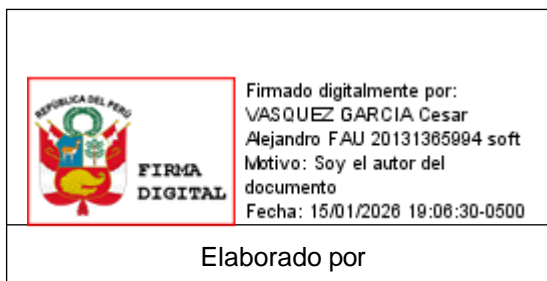 REPÚBLICA DEL PERÚ
FIRMA
DIGITAL
Firmado digitalmente por:
VASQUEZ GARCIA Cesar
Alejandro FAU 20131365994 soft
Motivo: Soy el autor del
documento
Fecha: 15/01/2026 19:06:30-0500
Elaborado por